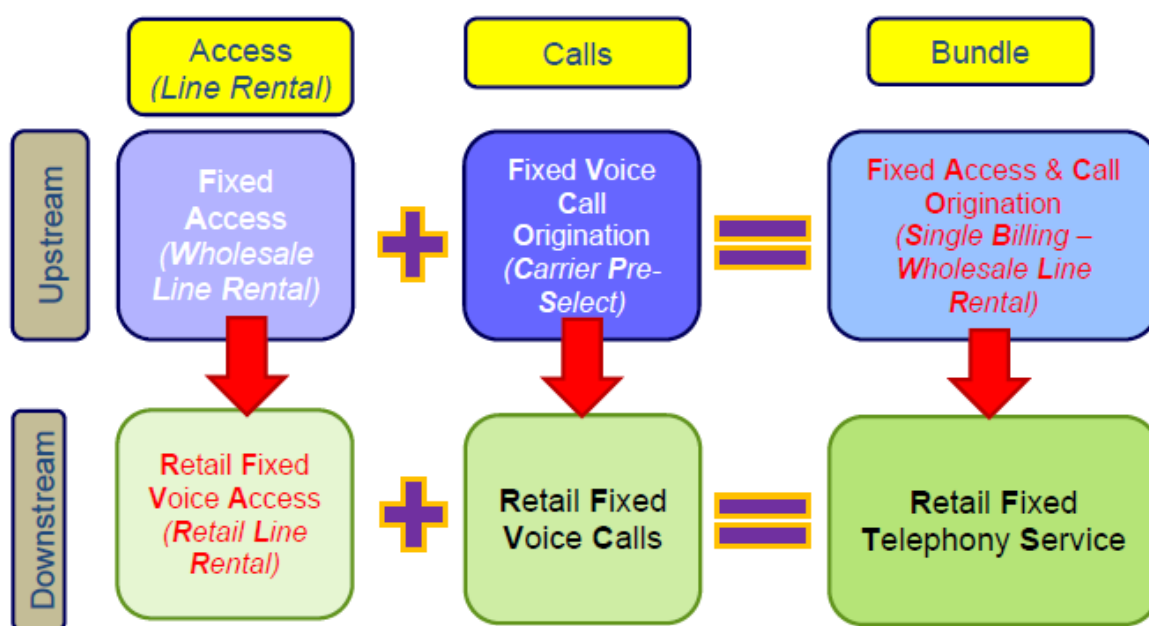 Access
(Line Rental)
Calls
Bundle
Upstream
Fixed
Access
(Wholesale
Line Rental)
Fixed Voice
Call
Origination
(Carrier Pre-
Select)
Fixed Access & Call
Origination
(Single Billing –
Wholesale Line
Rental)
Downstream
Retail Fixed
Voice Access
(Retail Line
Rental)
Retail Fixed
Voice Calls
Retail Fixed
Telephony Service